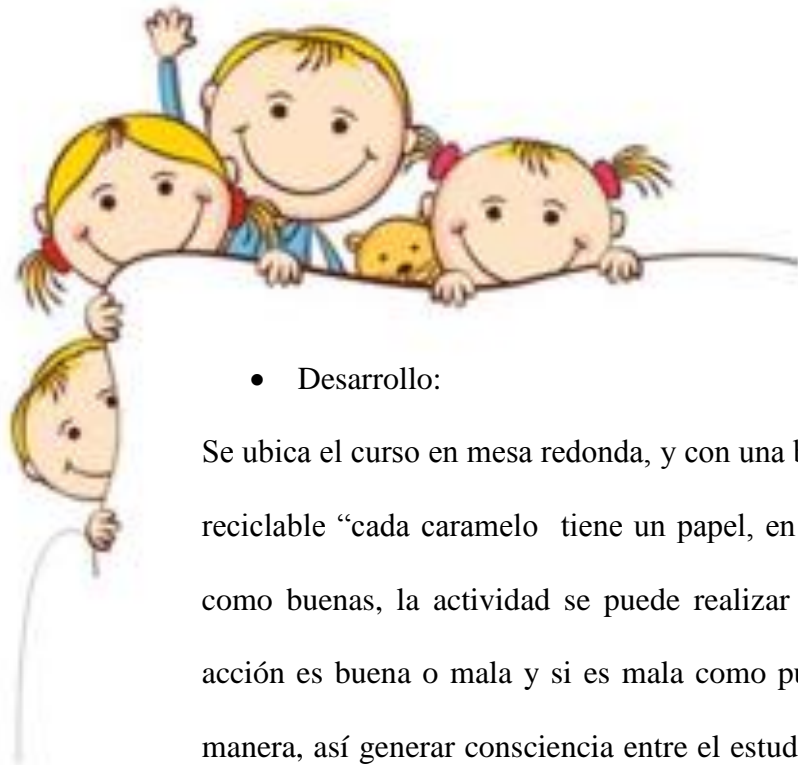 • Desarrollo:
Se ubica el curso en mesa redonda, y con una
reciclable “cada caramelo tiene un papel, en
como buenas, la actividad se puede realizar
acción es buena o mala y si es mala como
manera, así generar consciencia entre el